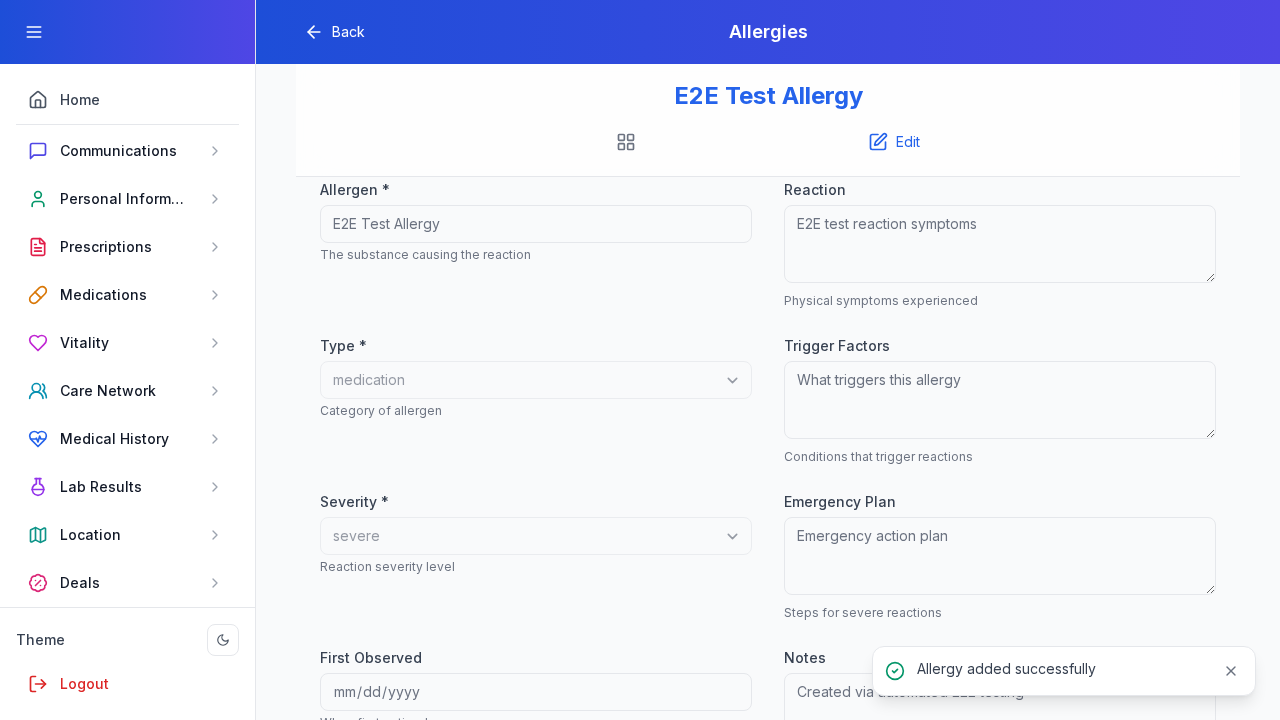 Back
Allergies
Home
Communications
Personal Inform...
Prescriptions
Medications
Vitality
Care Network
Medical History
Lab Results
Location
Deals
Theme
Logout
E2E Test Allergy
Edit
Allergen *
E2E Test Allergy
The substance causing the reaction
Reaction
E2E test reaction symptoms
Physical symptoms experienced
Type *
medication
Category of allergen
Trigger Factors
What triggers this allergy
Conditions that trigger reactions
Severity *
severe
Reaction severity level
Emergency Plan
Emergency action plan
Steps for severe reactions
First Observed
mm/dd/yyyy
Notes
Created via automated E2E testing
Allergy added successfully